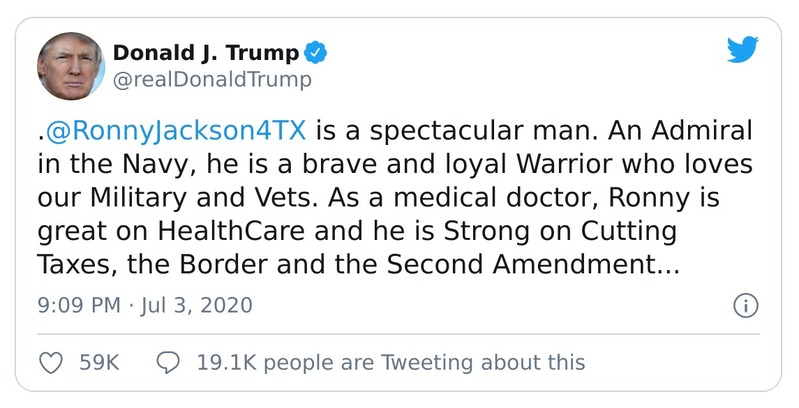 Donald J. Trump
@realDonaldTrump
.@RonnyJackson4TX is a spectacular man. An Admiral
in the Navy, he is a brave and loyal Warrior who loves
our Military and Vets. As a medical doctor, Ronny is
great on HealthCare and he is Strong on Cutting
Taxes, the Border and the Second Amendment...
9:09 PM · Jul 3, 2020
59K 19.1K people are Tweeting about this